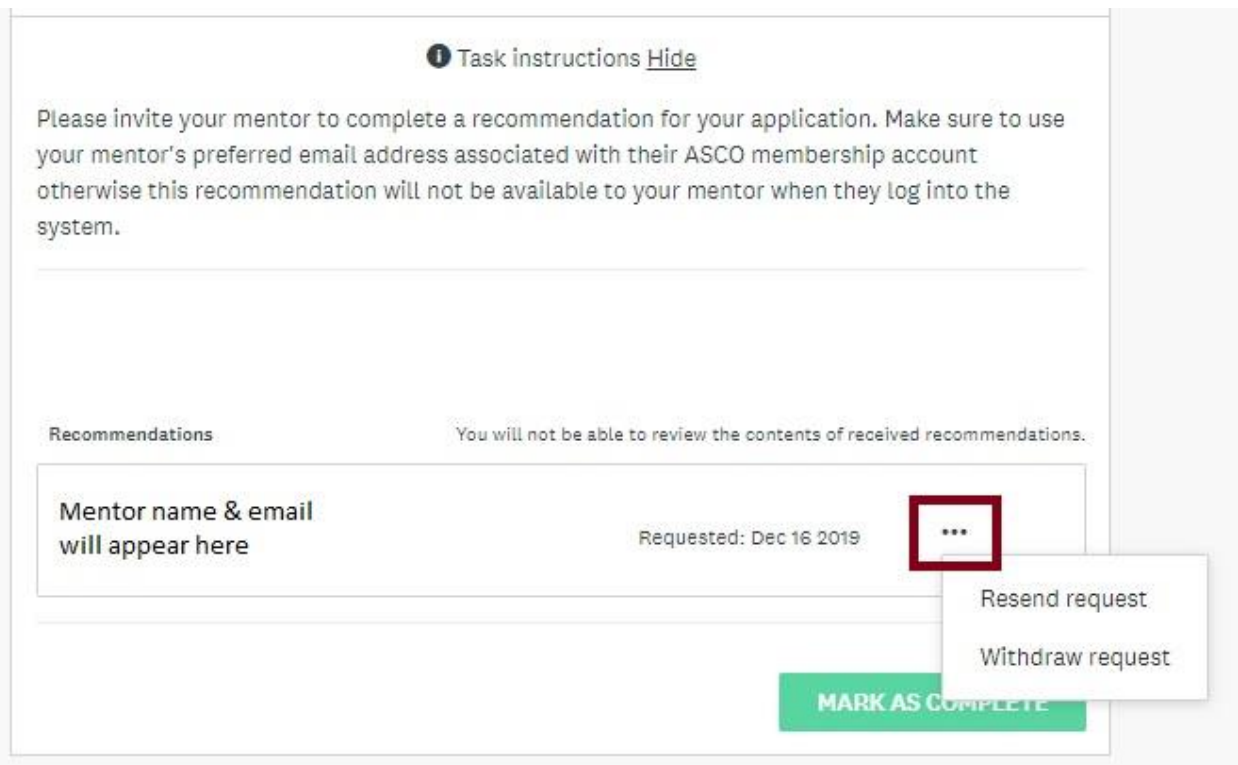 Task instructions Hide
Please invite your mentor to complete a recommendation for your application. Make sure to use
your mentor's preferred email address associated with their ASCO membership account
otherwise this recommendation will not be available to your mentor when they log into the
system.
Recommendations
You will not be able to review the contents of received recommendations.
Mentor name & email
will appear here
Requested: Dec 16 2019
•••
Resend request
Withdraw request
MARK AS COMPLETE